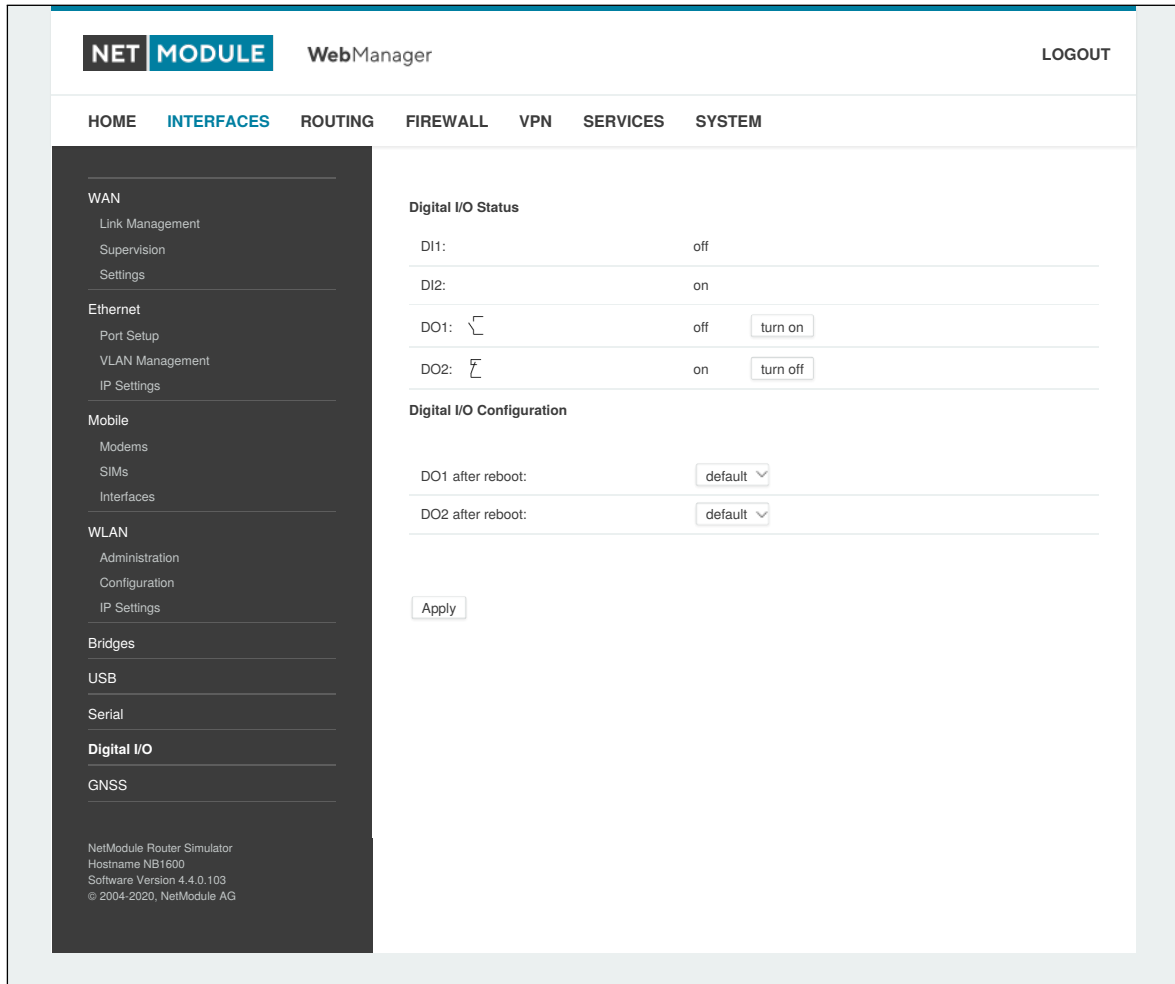 NET MODULE WebManager LOGOUT
HOME INTERFACES ROUTING FIREWALL VPN SERVICES SYSTEM
WAN
Link Management
Supervision
Settings
Ethernet
Port Setup
VLAN Management
IP Settings
Mobile
Modems
SIMs
Interfaces
WLAN
Administration
Configuration
IP Settings
Bridges
USB
Serial
Digital I/O
GNSS
NetModule Router Simulator
Hostname NB1600
Software Version 4.4.0.103
© 2004-2020, NetModule AG
Digital I/O Status
DI1: off
DI2: on
DO1: off turn on
DO2: on turn off
Digital I/O Configuration
DO1 after reboot: default
DO2 after reboot: default
Apply